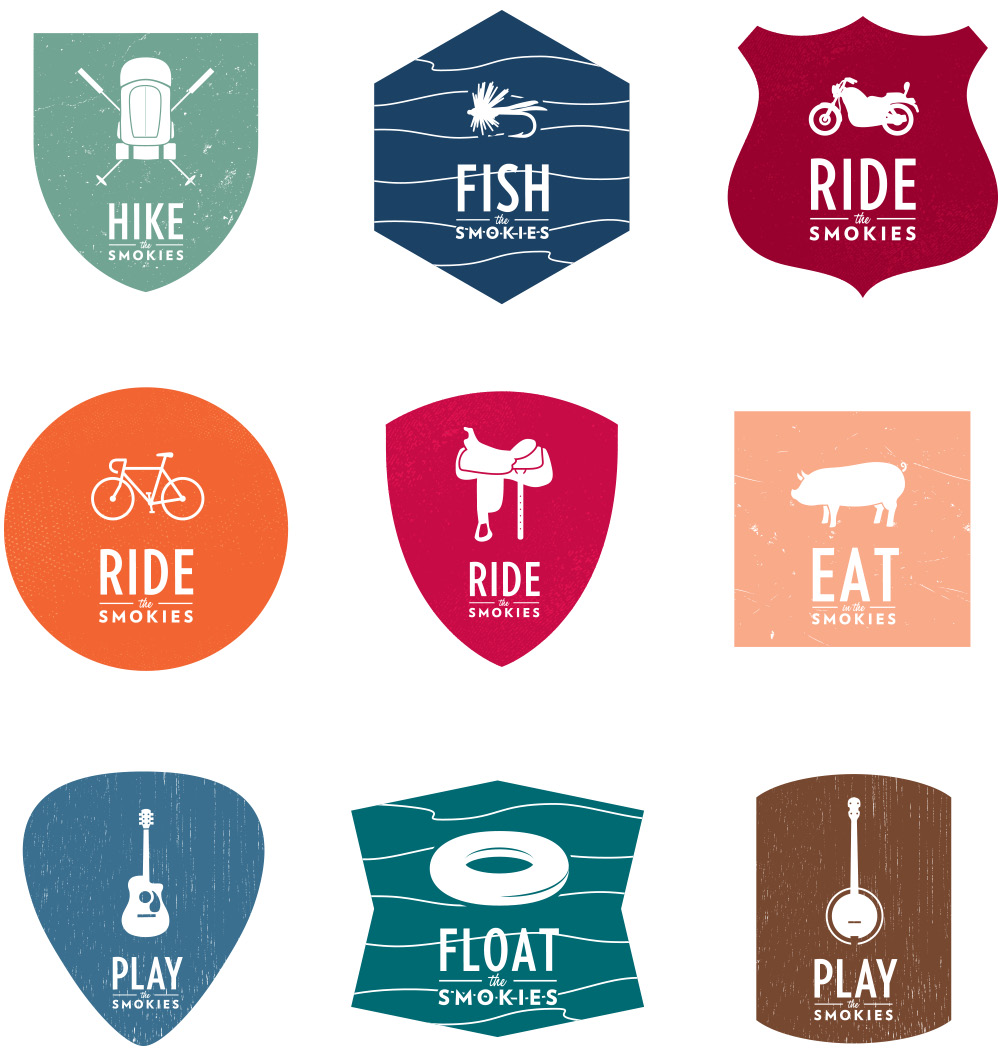 HIKE
the
SMOKIES
FISH
the
SMOKIES
RIDE
the
SMOKIES
RIDE
the
SMOKIES
RIDE
the
SMOKIES
EAT
in the
SMOKIES
PLAY
the
SMOKIES
FLOAT
the
SMOKIES
PLAY
the
SMOKIES